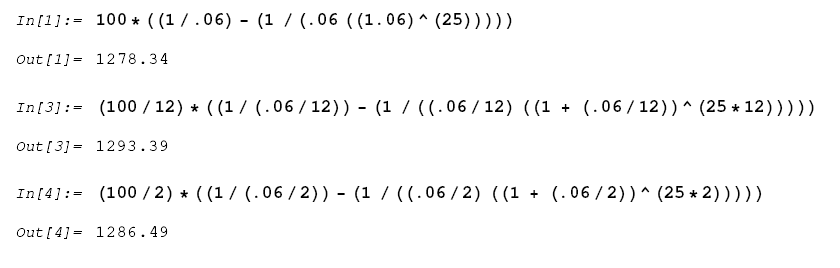 In[1]:= 100 * ((1 / .06) - (1 / (.06 ((1.06) ^ (25)))))
Out[1]= 1278.34
In[3]:= (100 / 12) * ((1 / (.06 / 12)) - (1 / ((.06 / 12) ((1 + (.06 / 12)) ^ (25 * 12)))))
Out[3]= 1293.39
In[4]:= (100 / 2) * ((1 / (.06 / 2)) - (1 / ((.06 / 2) ((1 + (.06 / 2)) ^ (25 * 2)))))
Out[4]= 1286.49